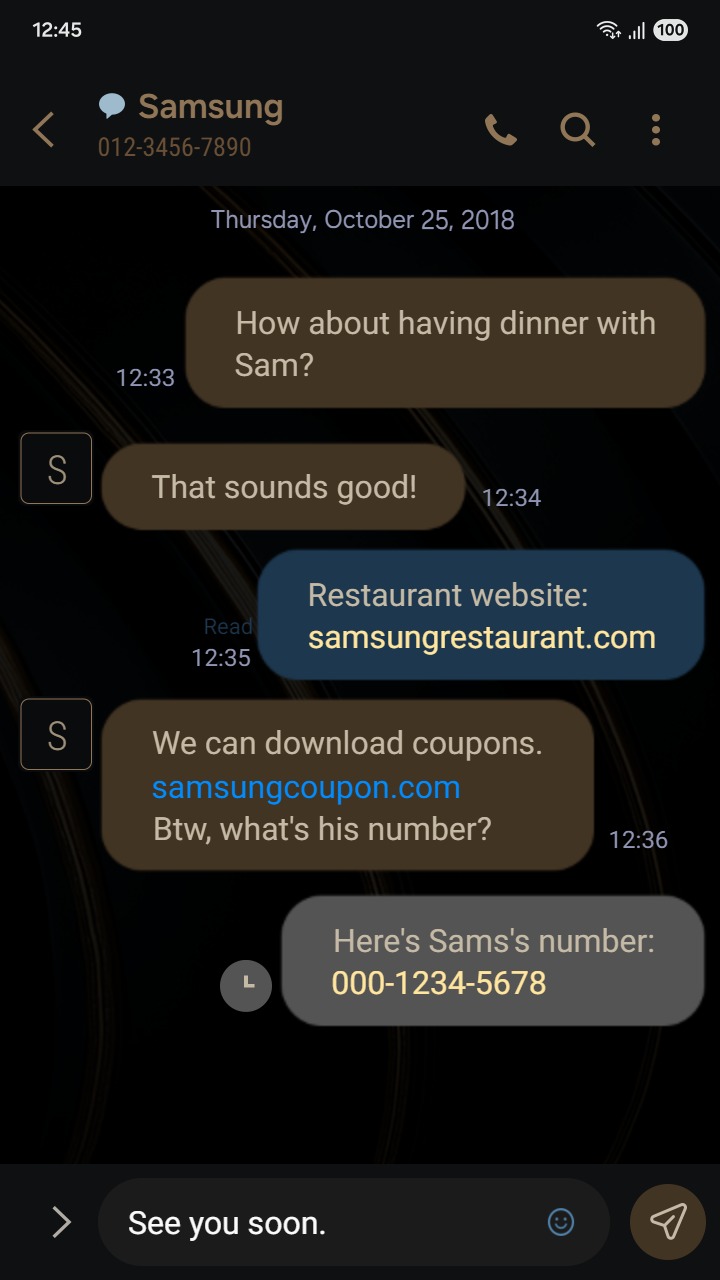 12:45
100
Samsung
012-3456-7890
Thursday, October 25, 2018
How about having dinner with
Sam?
12:33
S
That sounds good!
12:34
Restaurant website:
samsungrestaurant.com
Read
12:35
S
We can download coupons.
samsungcoupon.com
Btw, what's his number?
12:36
Here's Sams's number:
000-1234-5678
See you soon.